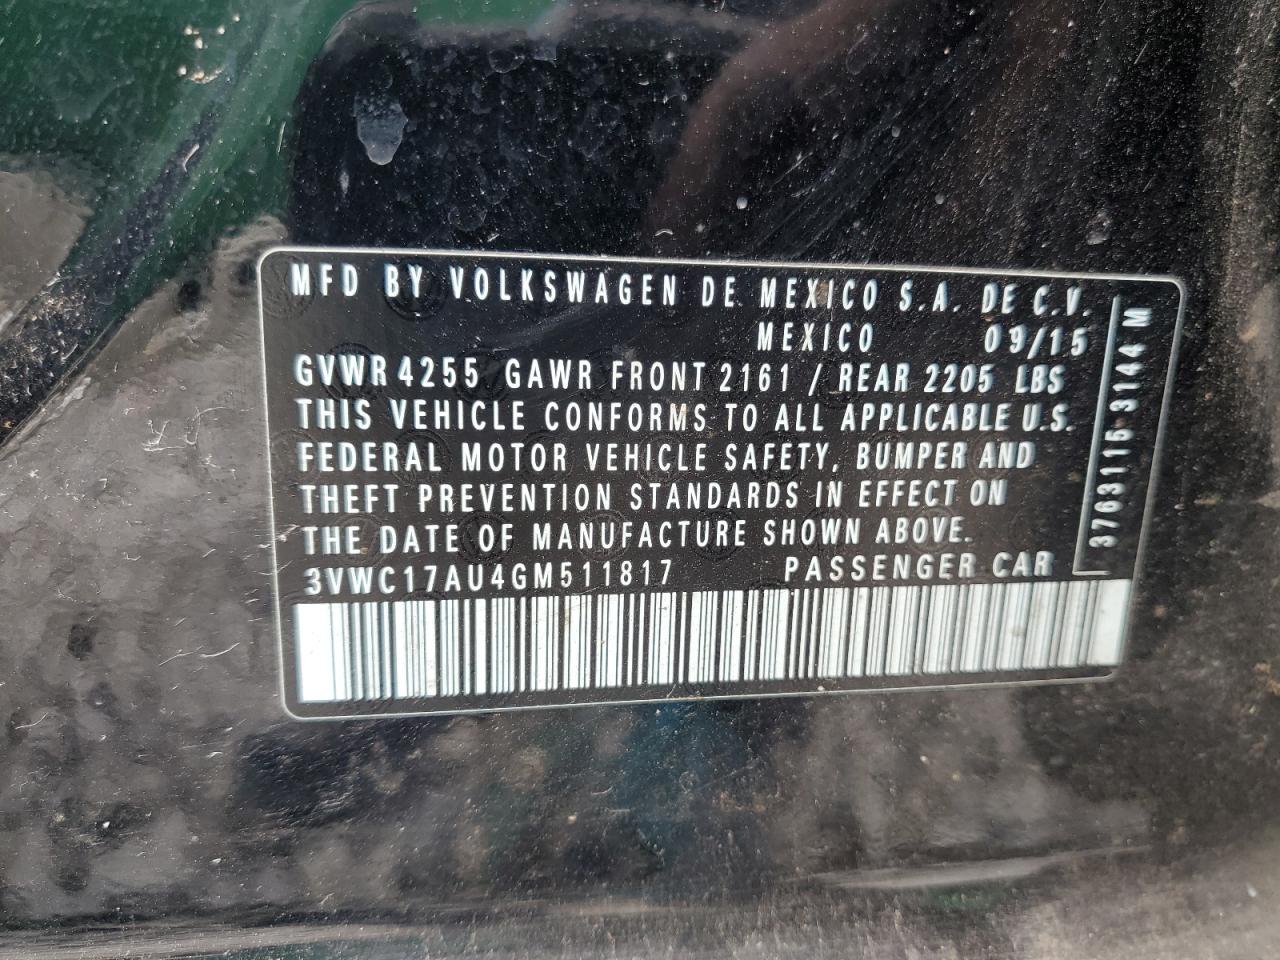 MFD BY VOLKSWAGEN DE MEXICO S.A. DE C.V.
MEXICO 09/15
GVWR 4255 GAWR FRONT 2161 / REAR 2205 LBS
THIS VEHICLE CONFORMS TO ALL APPLICABLE U.S.
FEDERAL MOTOR VEHICLE SAFETY, BUMPER AND
THEFT PREVENTION STANDARDS IN EFFECT ON
THE DATE OF MANUFACTURE SHOWN ABOVE.
3VWC17AU4GM511817 PASSENGER CAR
3763115 3144 M